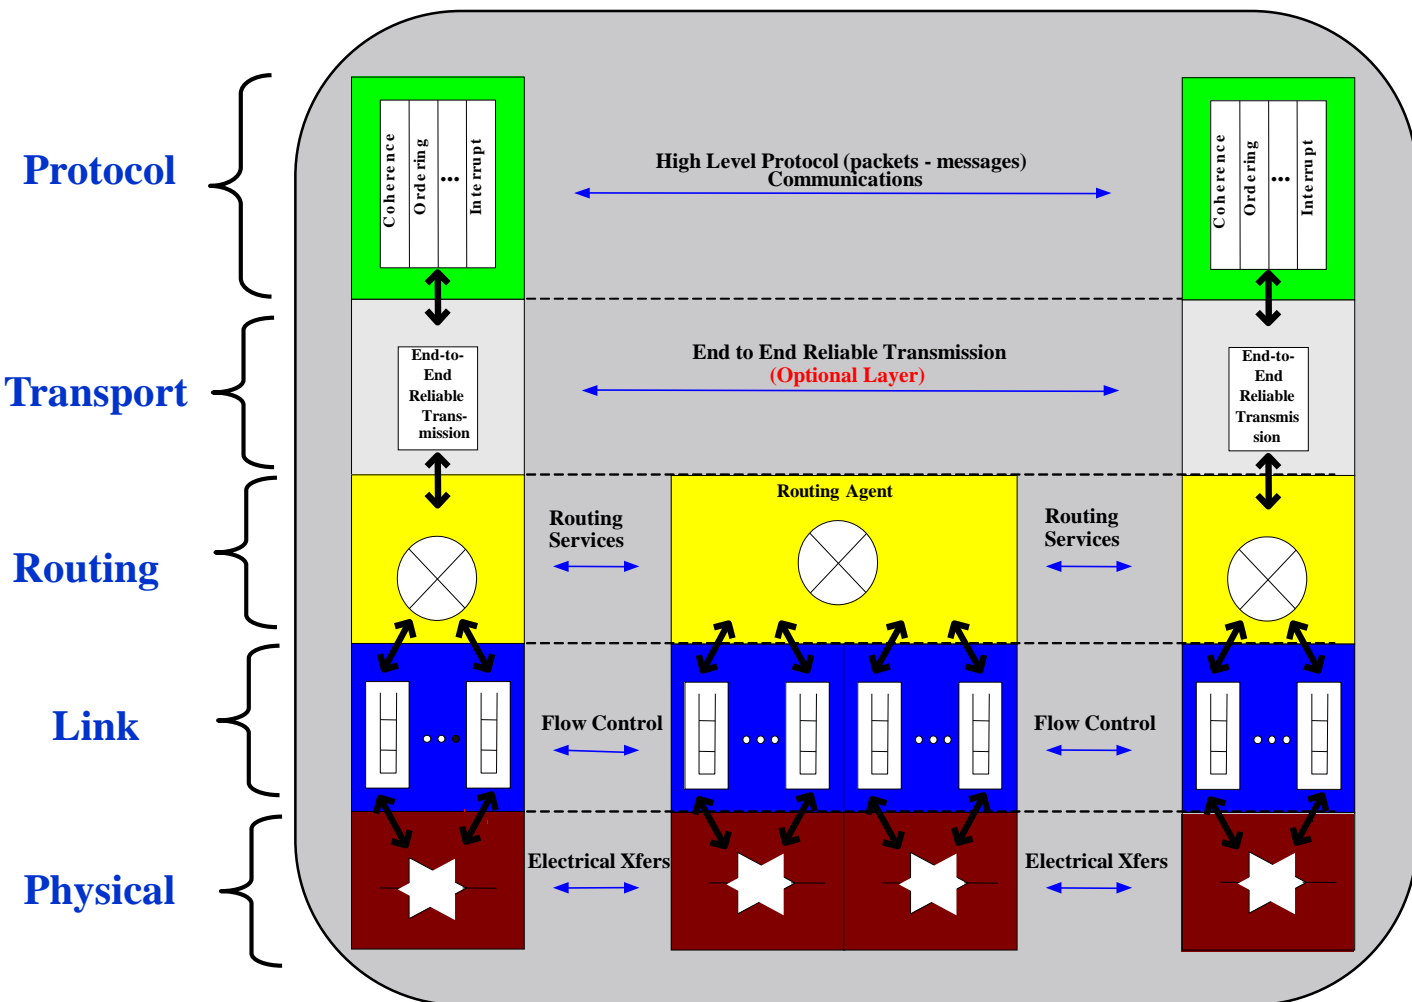 Protocol
Coherence
Ordering
...
Interrupt
High Level Protocol (packets - messages)
Communications
Coherence
Ordering
...
Interrupt
Transport
End-to-
End
Reliable
Trans-
mission
End to End Reliable Transmission
(Optional Layer)
End-to-
End
Reliable
Transmis
sion
Routing
Routing
Services
Routing Agent
Routing
Services
Link
Flow Control
Flow Control
Physical
Electrical Xfers
Electrical Xfers